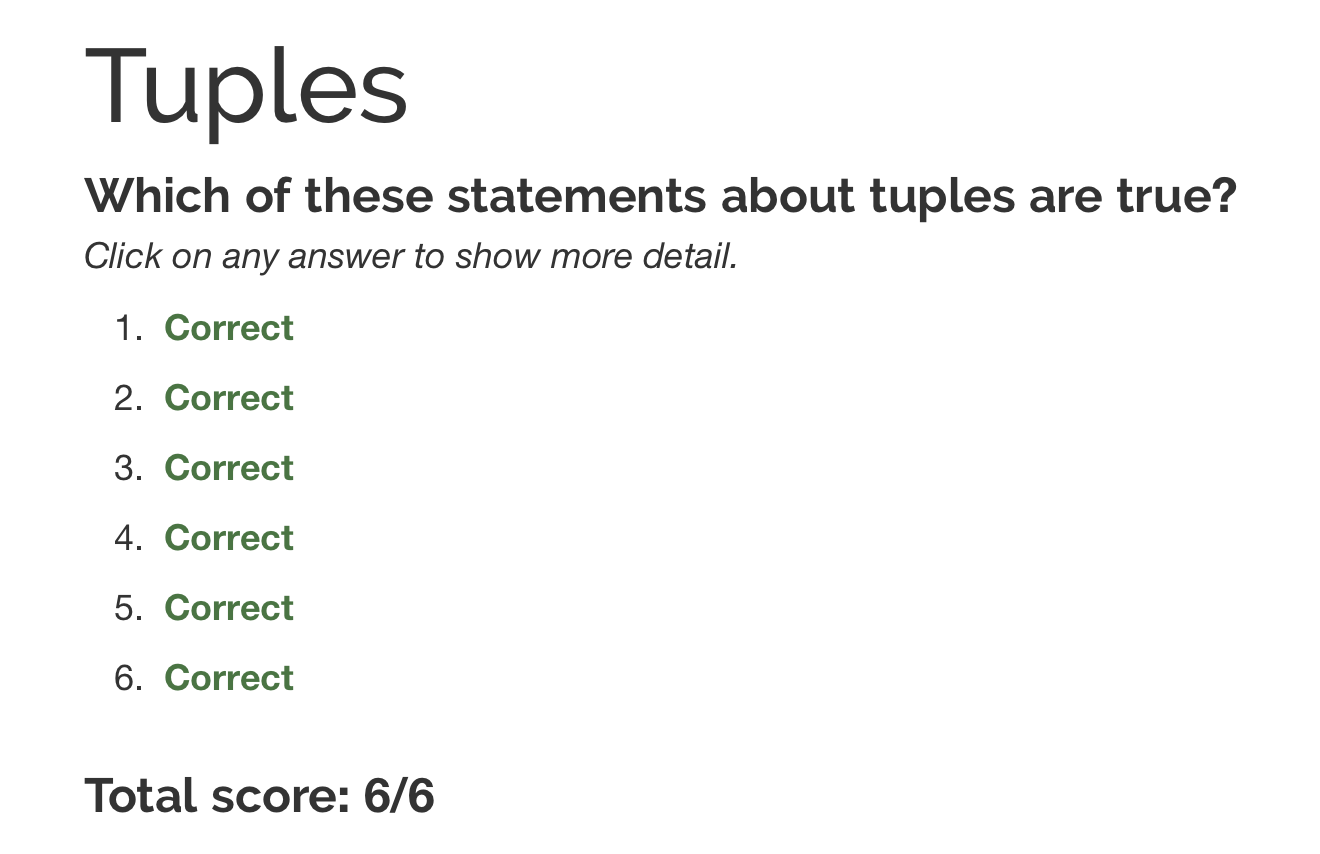 Tuples
Which of these statements about tuples are true?
Click on any answer to show more detail.
1. Correct
2. Correct
3. Correct
4. Correct
5. Correct
6. Correct
Total score: 6/6